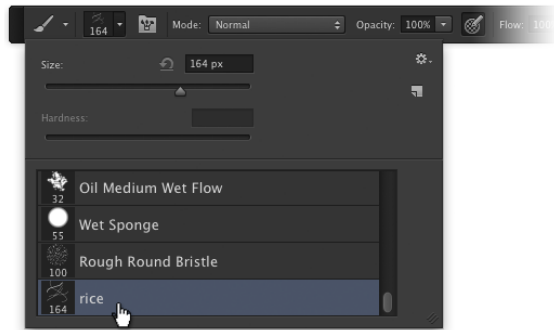 164 Mode: Normal Opacity: 100% Flow: 100
Size: 164 px
Hardness:
32 Oil Medium Wet Flow
55 Wet Sponge
100 Rough Round Bristle
164 rice